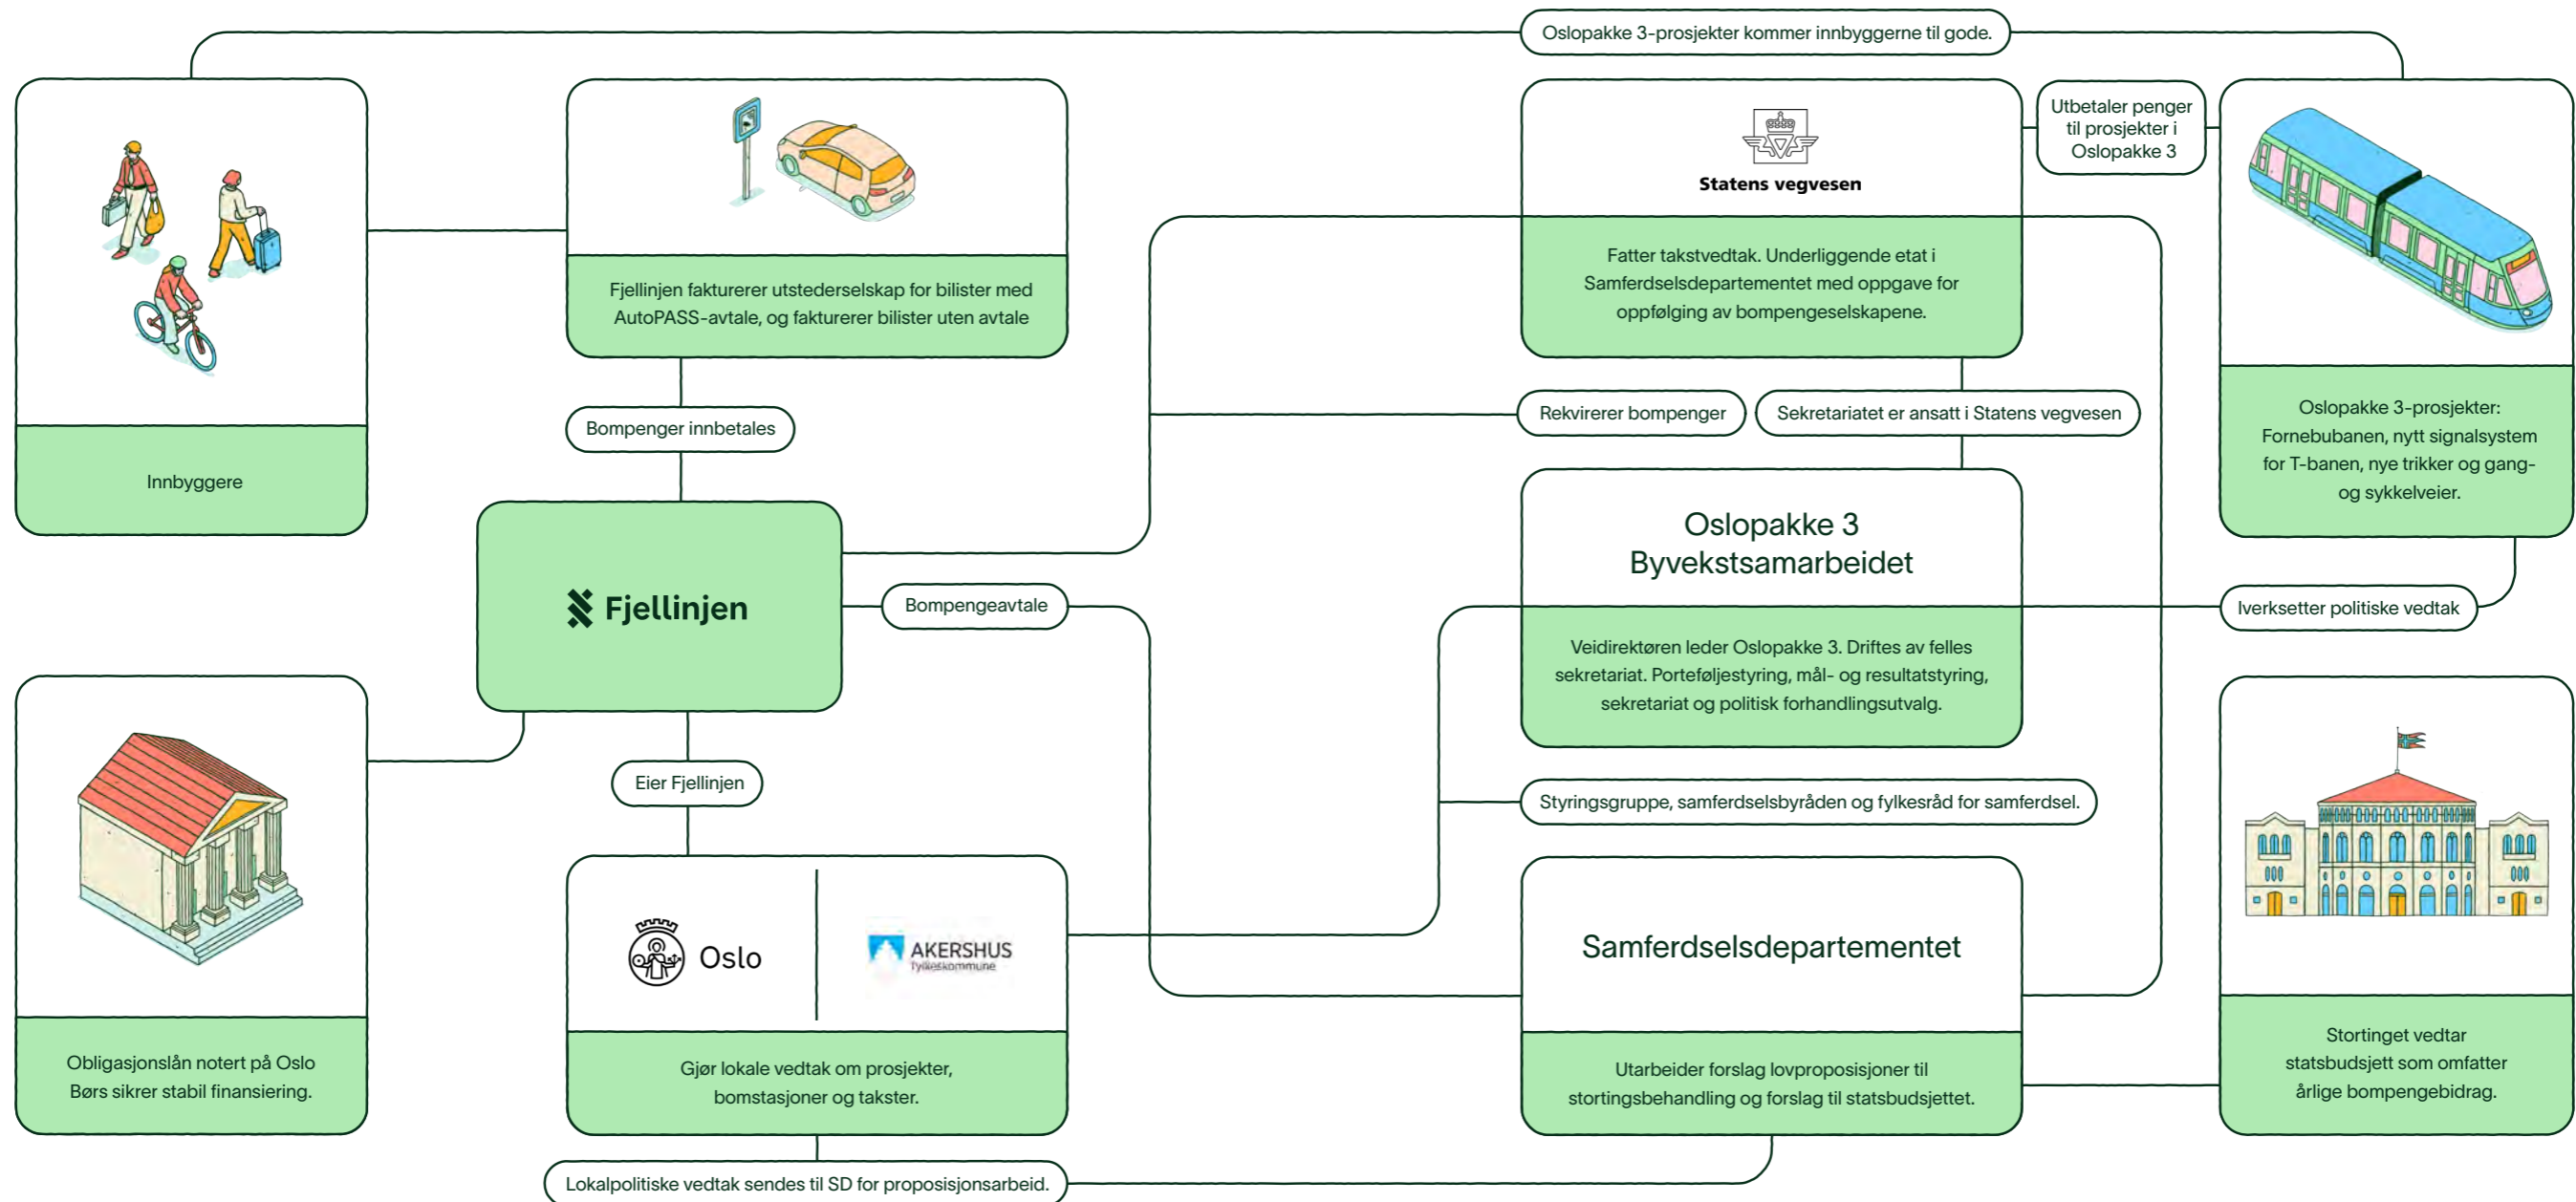 Oslopakke 3-prosjekter kommer innbyggerne til gode.
Innbyggere
Fjellinjen fakturerer utstederselskap for bilister med
AutoPASS-avtale, og fakturerer bilister uten avtale
Statens vegvesen
Fatter takstvedtak. Underliggende etat i
Samferdselsdepartementet med oppgave for
oppfølging av bompengeselskapene.
Utbetaler penger
til prosjekter i
Oslopakke 3
Oslopakke 3-prosjekter:
Fornebubanen, nytt signalsystem
for T-banen, nye trikker og gang-
og sykkelveier.
Bompenger innbetales
Rekvirerer bompenger
Sekretariatet er ansatt i Statens vegvesen
Fjellinjen
Bompengeavtale
Oslopakke 3
Byvekstsamarbeidet
Veidirektøren leder Oslopakke 3. Driftes av felles
sekretariat. Porteføljestyring, mål- og resultatstyring,
sekretariat og politisk forhandlingsutvalg.
Iverksetter politiske vedtak
Eier Fjellinjen
Styringsgruppe, samferdselsbyråden og fylkesråd for samferdsel.
Obligasjonslån notert på Oslo
Børs sikrer stabil finansiering.
Oslo
AKERSHUS
fylkeskommune
Gjør lokale vedtak om prosjekter,
bomstasjoner og takster.
Samferdselsdepartementet
Utarbeider forslag lovproposisjoner til
stortingsbehandling og forslag til statsbudsjettet.
Stortinget vedtar
statsbudsjett som omfatter
årlige bompengebidrag.
Lokalpolitiske vedtak sendes til SD for proposisjonsarbeid.